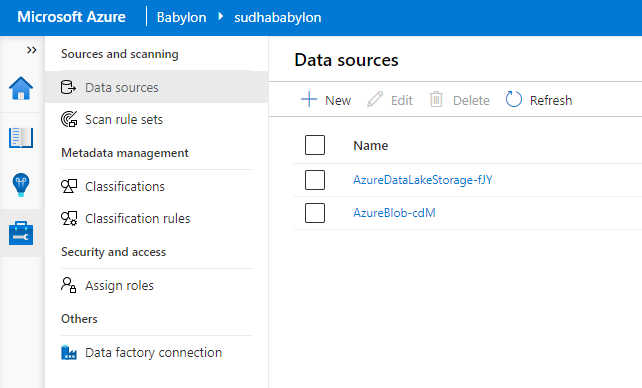 Microsoft Azure Babylon sudhababylon
Sources and scanning
Data sources
Scan rule sets
Metadata management
Classifications
Classification rules
Security and access
Assign roles
Others
Data factory connection
Data sources
New Edit Delete Refresh
Name
AzureDataLakeStorage-fJY
AzureBlob-cdM